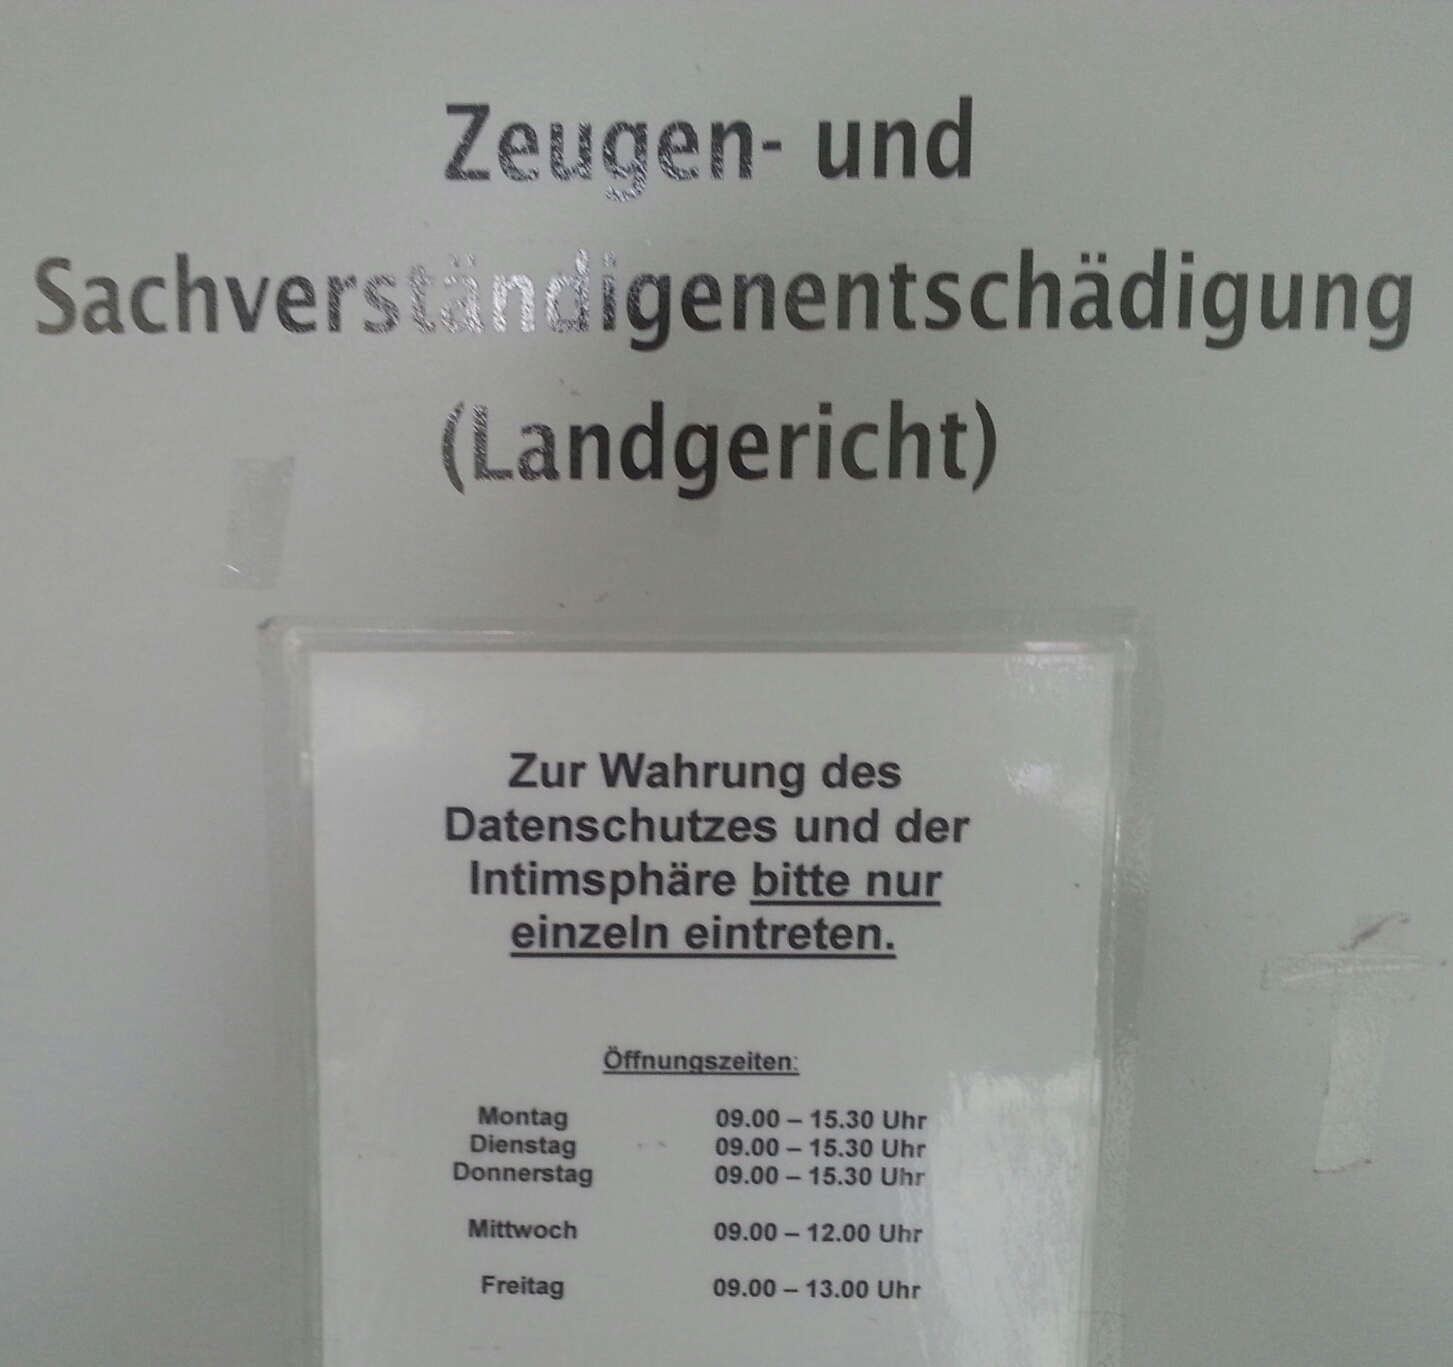 Zeugen- und
Sachverständigenentschädigung
(Landgericht)
Zur Wahrung des
Datenschutzes und der
Intimsphäre bitte nur
einzeln eintreten.
Öffnungszeiten:
Montag 09.00 – 15.30 Uhr
Dienstag 09.00 – 15.30 Uhr
Donnerstag 09.00 – 15.30 Uhr
Mittwoch 09.00 – 12.00 Uhr
Freitag 09.00 – 13.00 Uhr